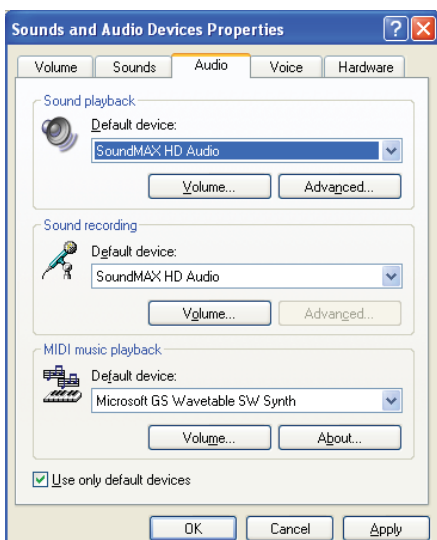 Sounds and Audio Devices Properties
Volume Sounds Audio Voice Hardware
Sound playback
Default device:
SoundMAX HD Audio
Volume... Advanced...
Sound recording
Default device:
SoundMAX HD Audio
Volume... Advanced...
MIDI music playback
Default device:
Microsoft GS Wavetable SW Synth
Volume... About...
Use only default devices
OK Cancel Apply